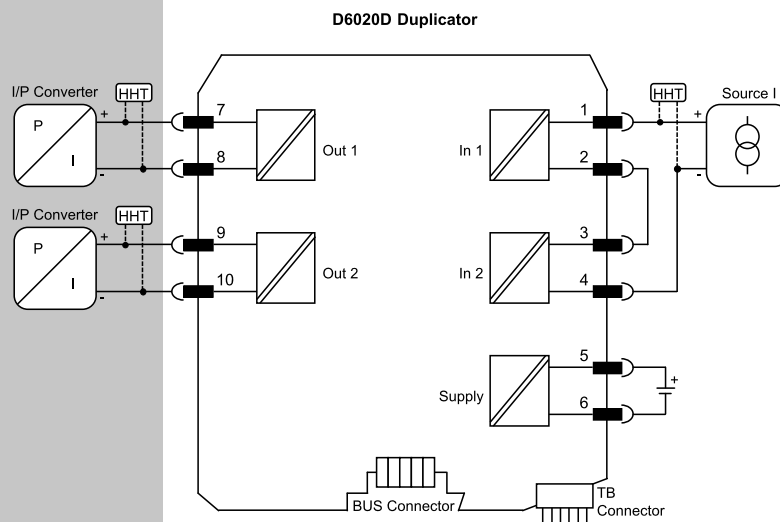 D6020D Duplicator
I/P Converter
HHT
P
I
+
-
7
8
Out 1
1
2
In 1
HHT
Source I
+
-
I/P Converter
HHT
P
I
+
-
9
10
Out 2
3
4
In 2
5
6
Supply
+
BUS Connector
TB
Connector